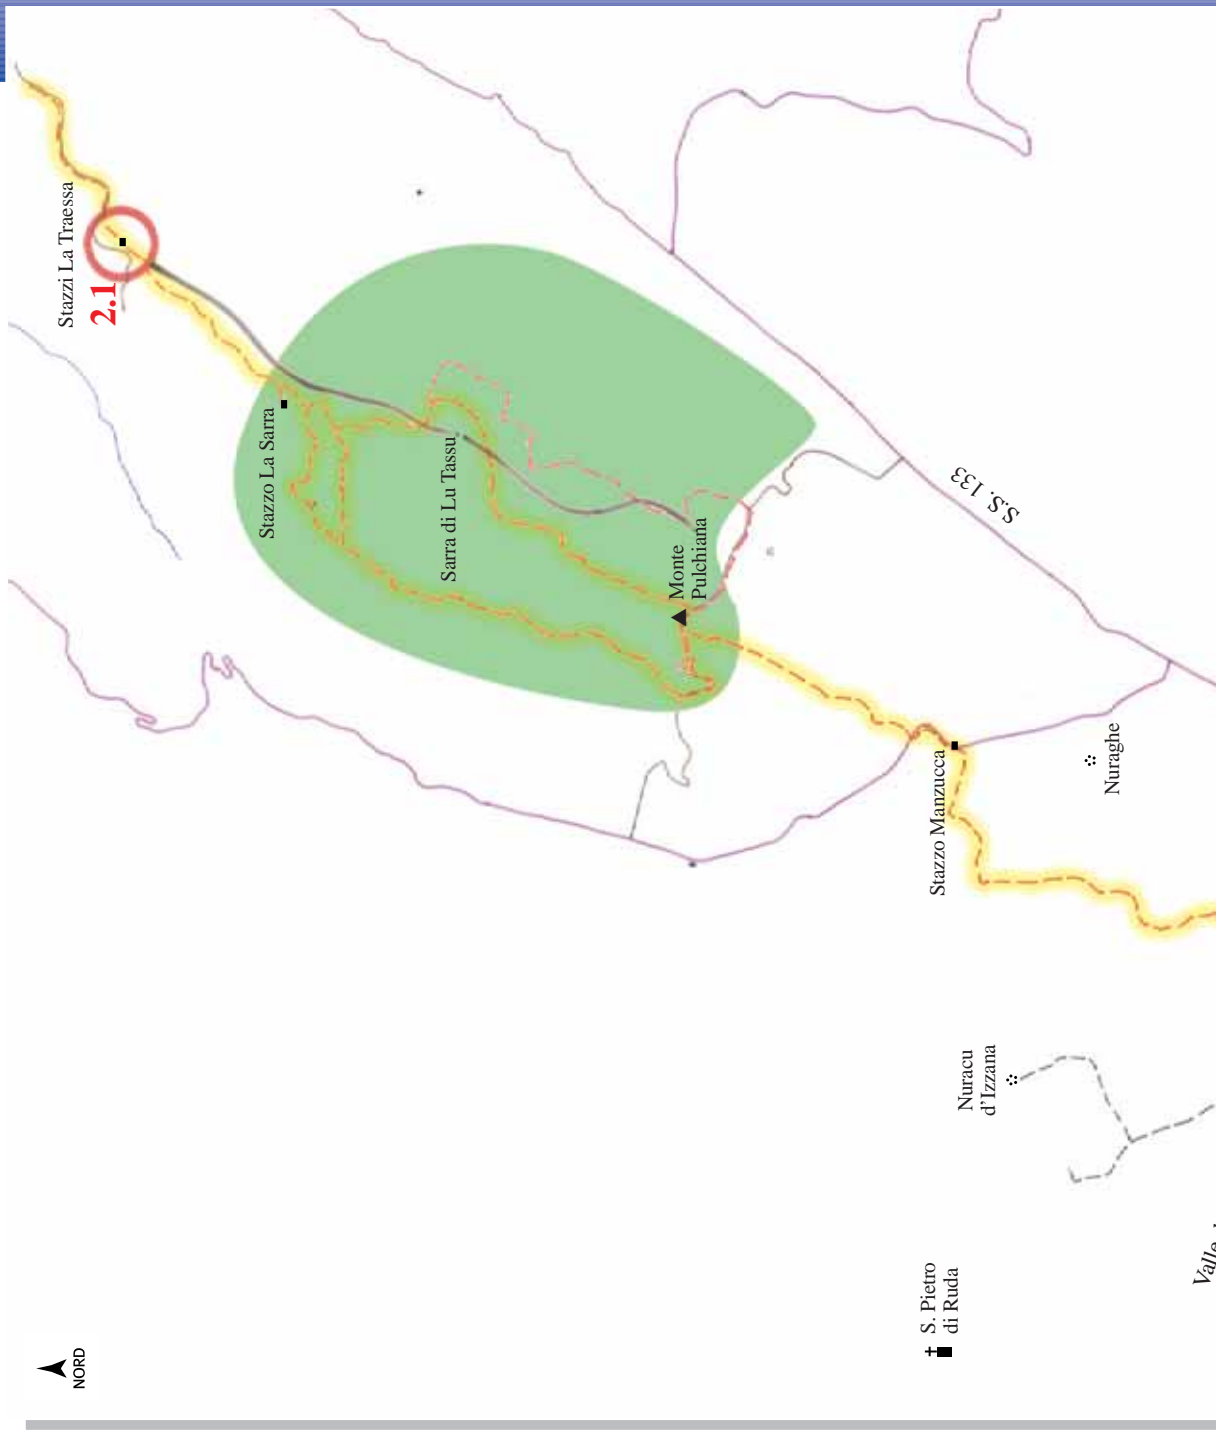 Stazzi La Traessa
2.1
Stazzo La Sarra
Sarra di Lu Tassu
Monte
Pulchiana
S.S. 133
Stazzo Manzucca
Nuraghe
Nuracu
d'Izzana
S. Pietro
di Ruda
Valle
NORD